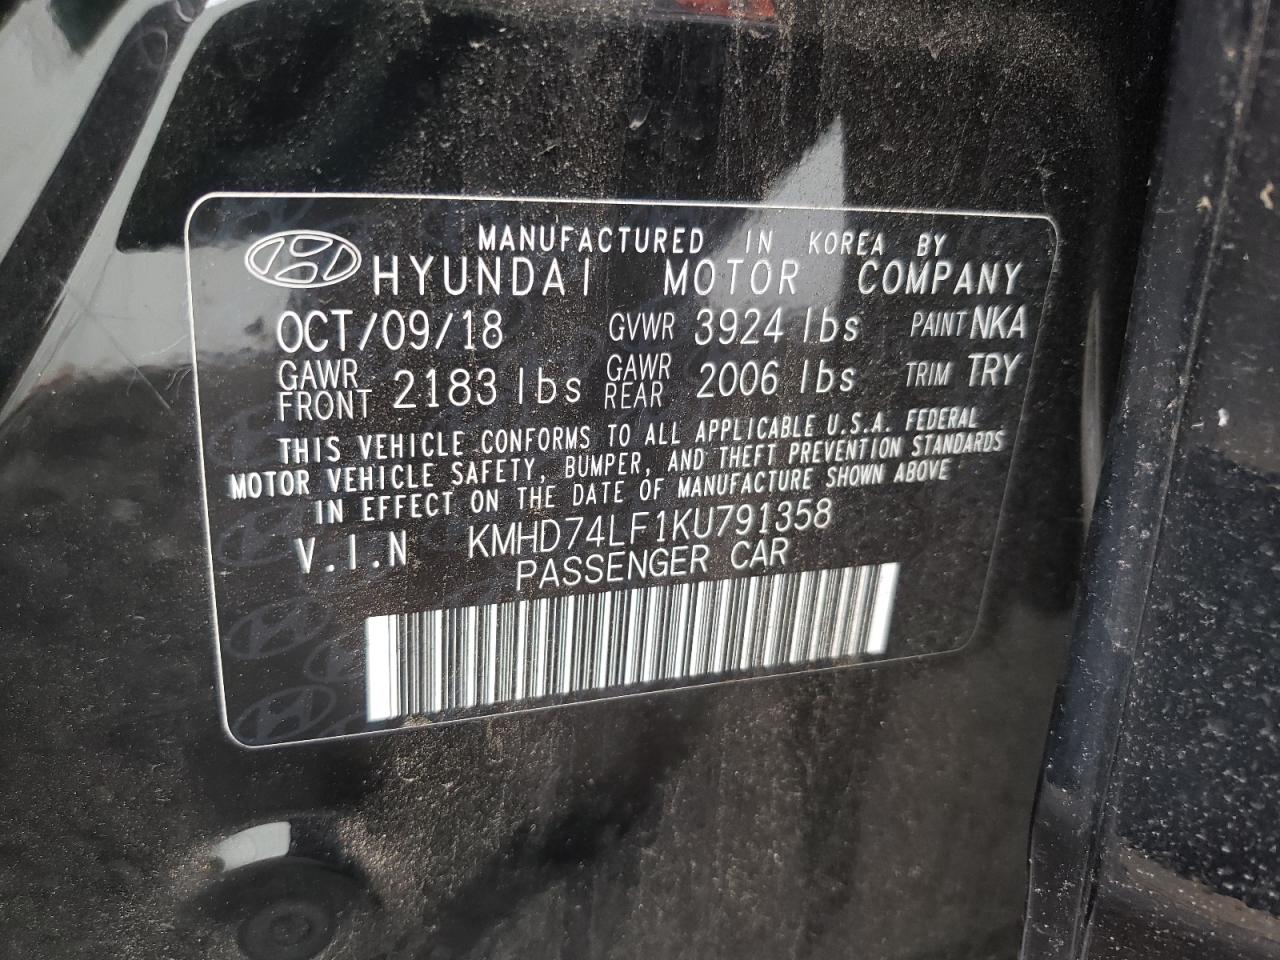 MANUFACTURED IN KOREA BY
HYUNDAI MOTOR COMPANY
OCT/09/18 GVWR 3924 lbs PAINT NKA
GAWR FRONT 2183 lbs GAWR REAR 2006 lbs TRIM TRY
THIS VEHICLE CONFORMS TO ALL APPLICABLE U.S.A. FEDERAL
MOTOR VEHICLE SAFETY, BUMPER, AND THEFT PREVENTION STANDARDS
IN EFFECT ON THE DATE OF MANUFACTURE SHOWN ABOVE
V.I.N KMHD74LF1KU791358
PASSENGER CAR